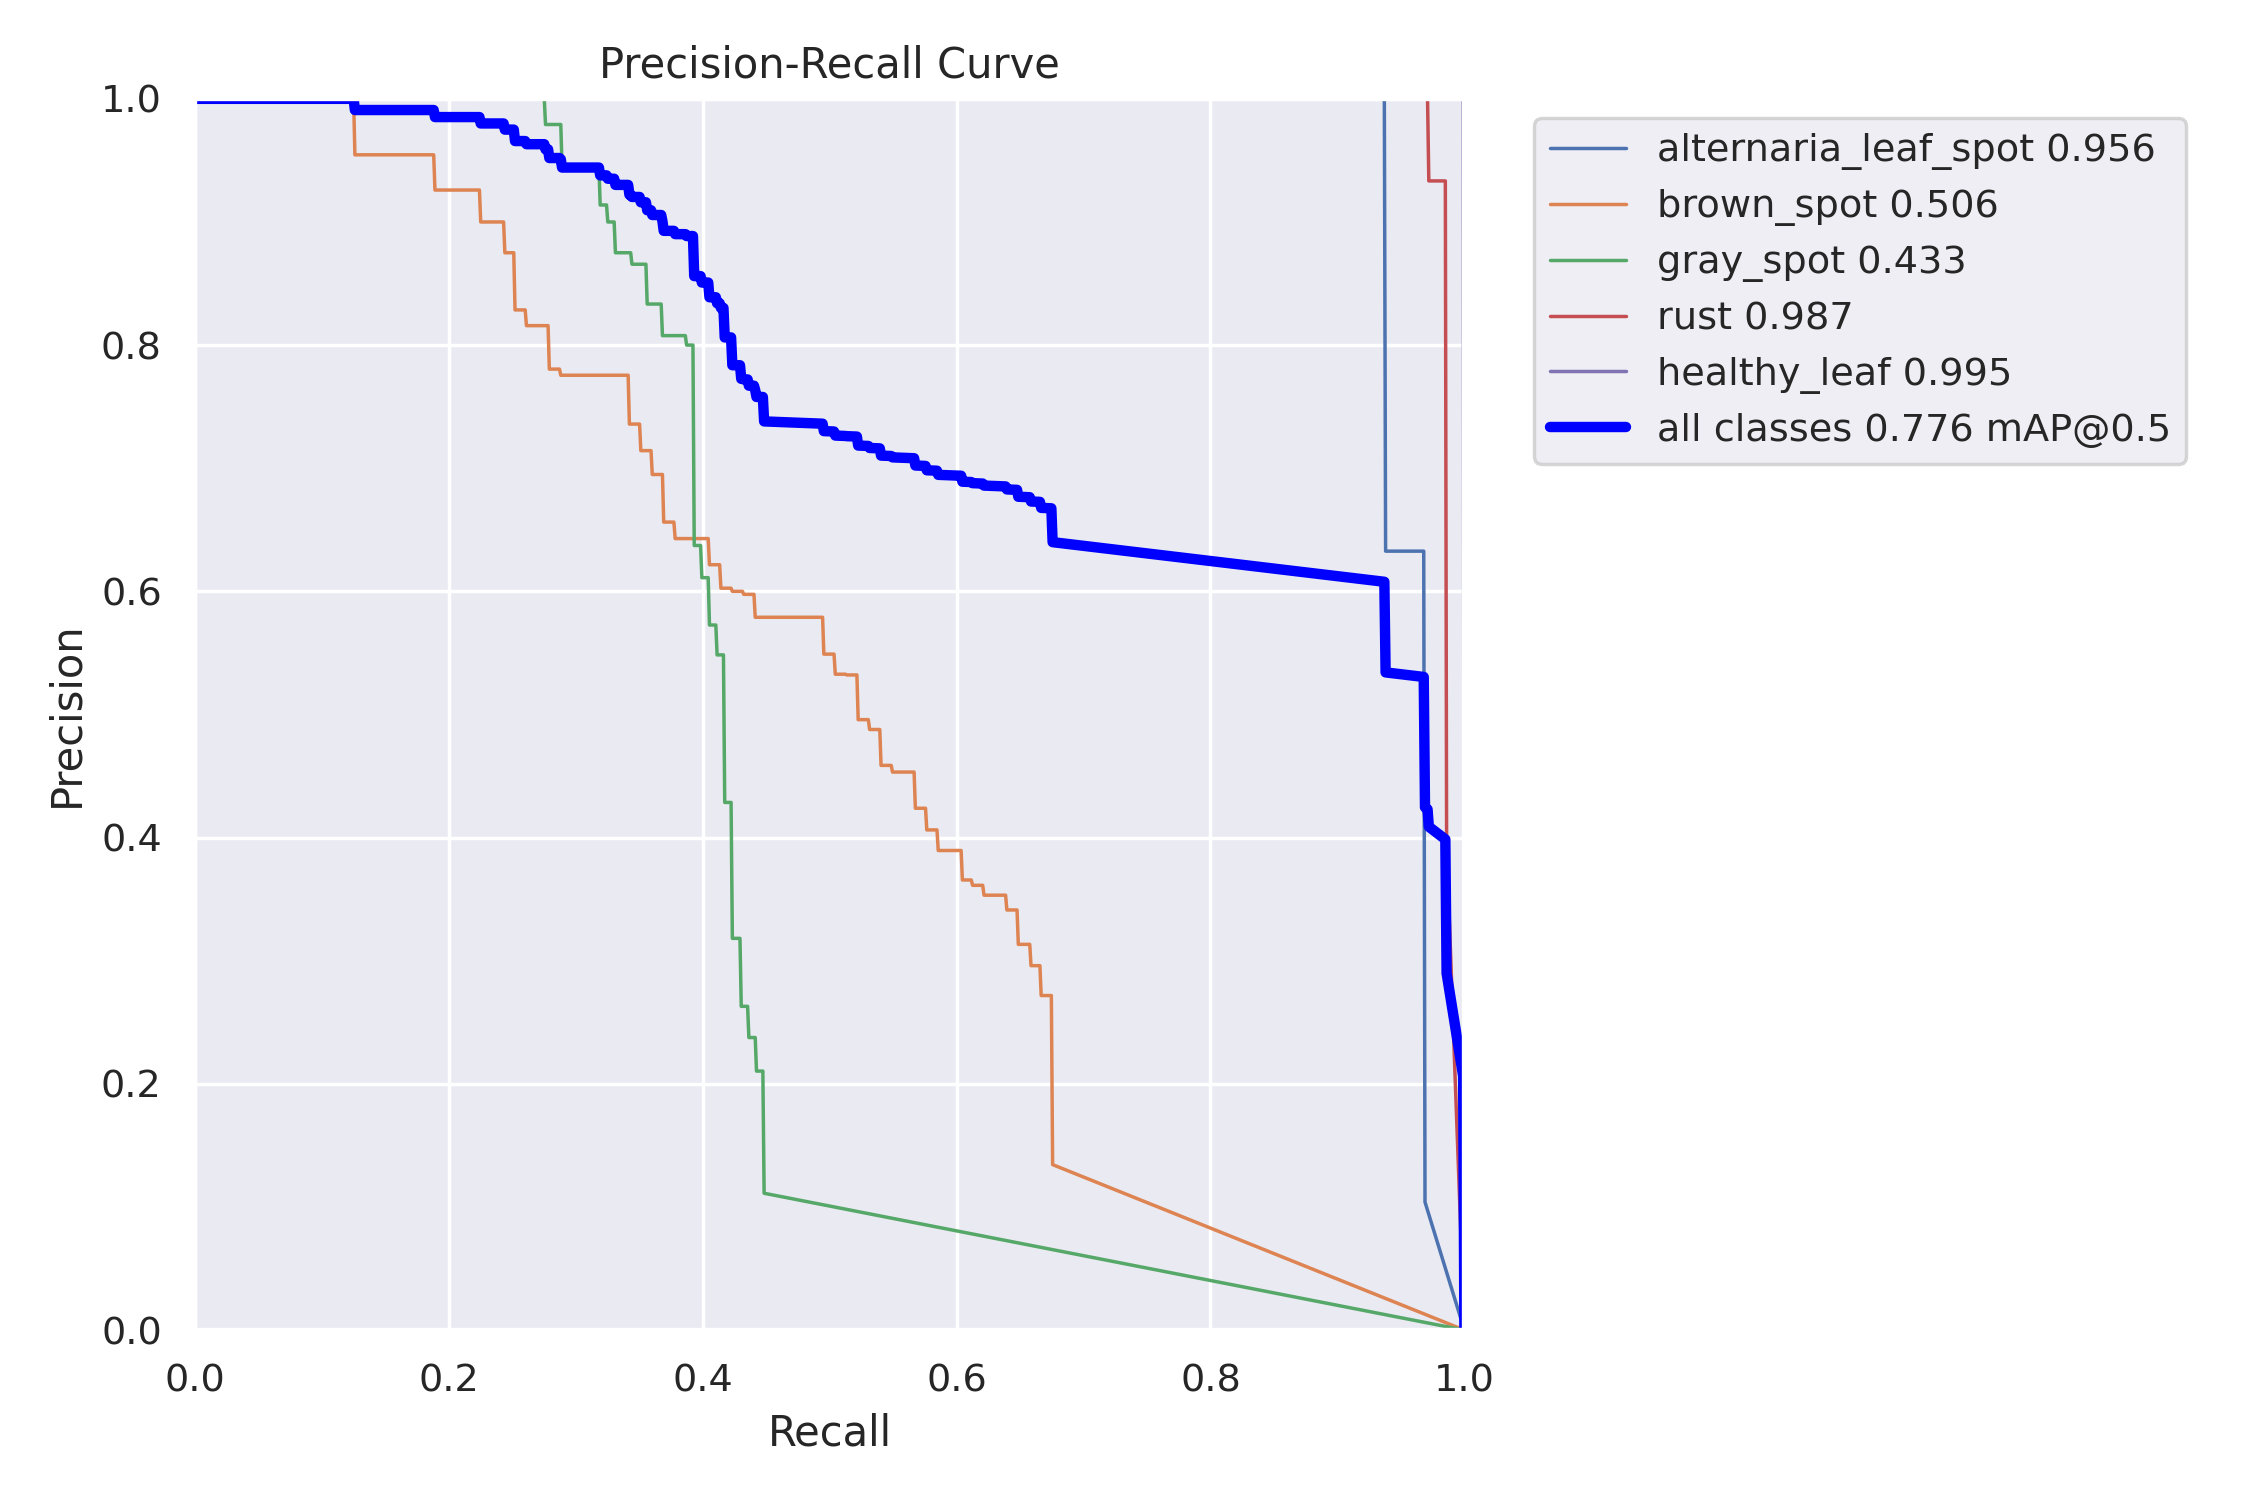 Precision-Recall Curve
1.0
0.8
0.6
0.4
0.2
0.0
Precision
0.0 0.2 0.4 0.6 0.8 1.0
Recall
alternaria_leaf_spot 0.956
brown_spot 0.506
gray_spot 0.433
rust 0.987
healthy_leaf 0.995
all classes 0.776 mAP@0.5